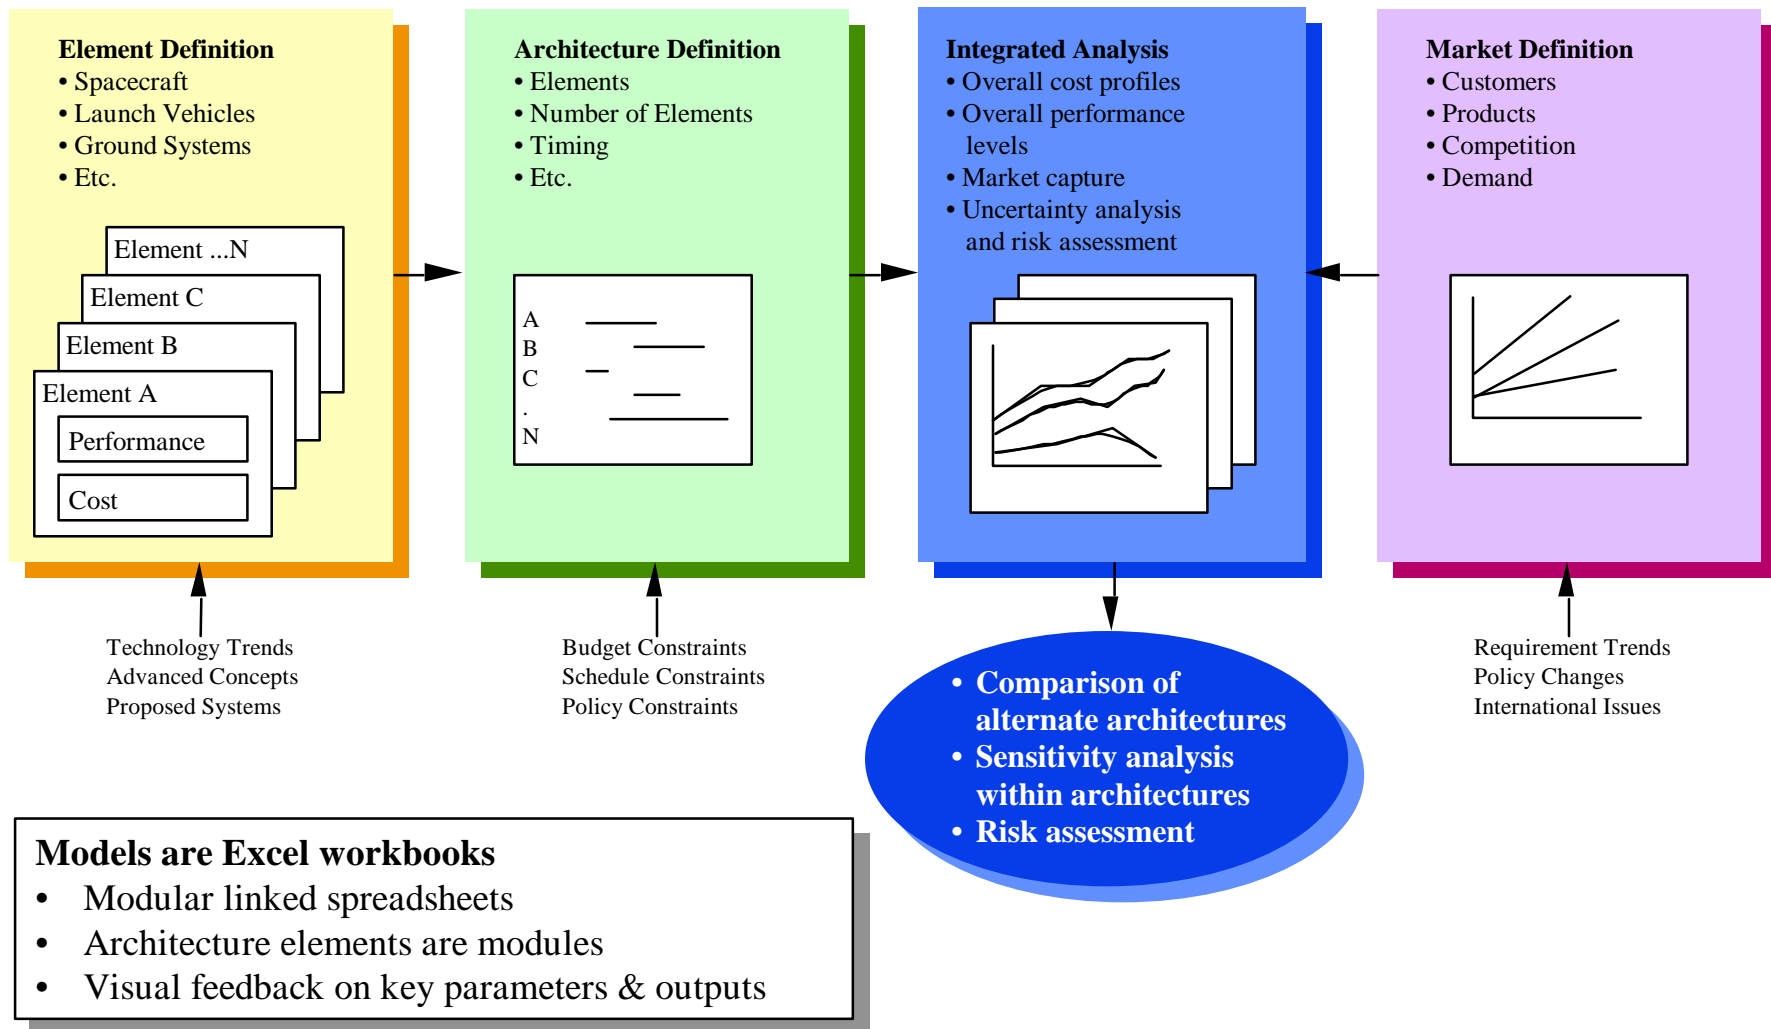 Element Definition
• Spacecraft
• Launch Vehicles
• Ground Systems
• Etc.
Element ...N
Element C
Element B
Element A
Performance
Cost
Technology Trends
Advanced Concepts
Proposed Systems
Architecture Definition
• Elements
• Number of Elements
• Timing
• Etc.
A
B
C
.
N
Budget Constraints
Schedule Constraints
Policy Constraints
Integrated Analysis
• Overall cost profiles
• Overall performance
levels
• Market capture
• Uncertainty analysis
and risk assessment
• Comparison of
alternate architectures
• Sensitivity analysis
within architectures
• Risk assessment
Market Definition
• Customers
• Products
• Competition
• Demand
Requirement Trends
Policy Changes
International Issues
Models are Excel workbooks
• Modular linked spreadsheets
• Architecture elements are modules
• Visual feedback on key parameters & outputs